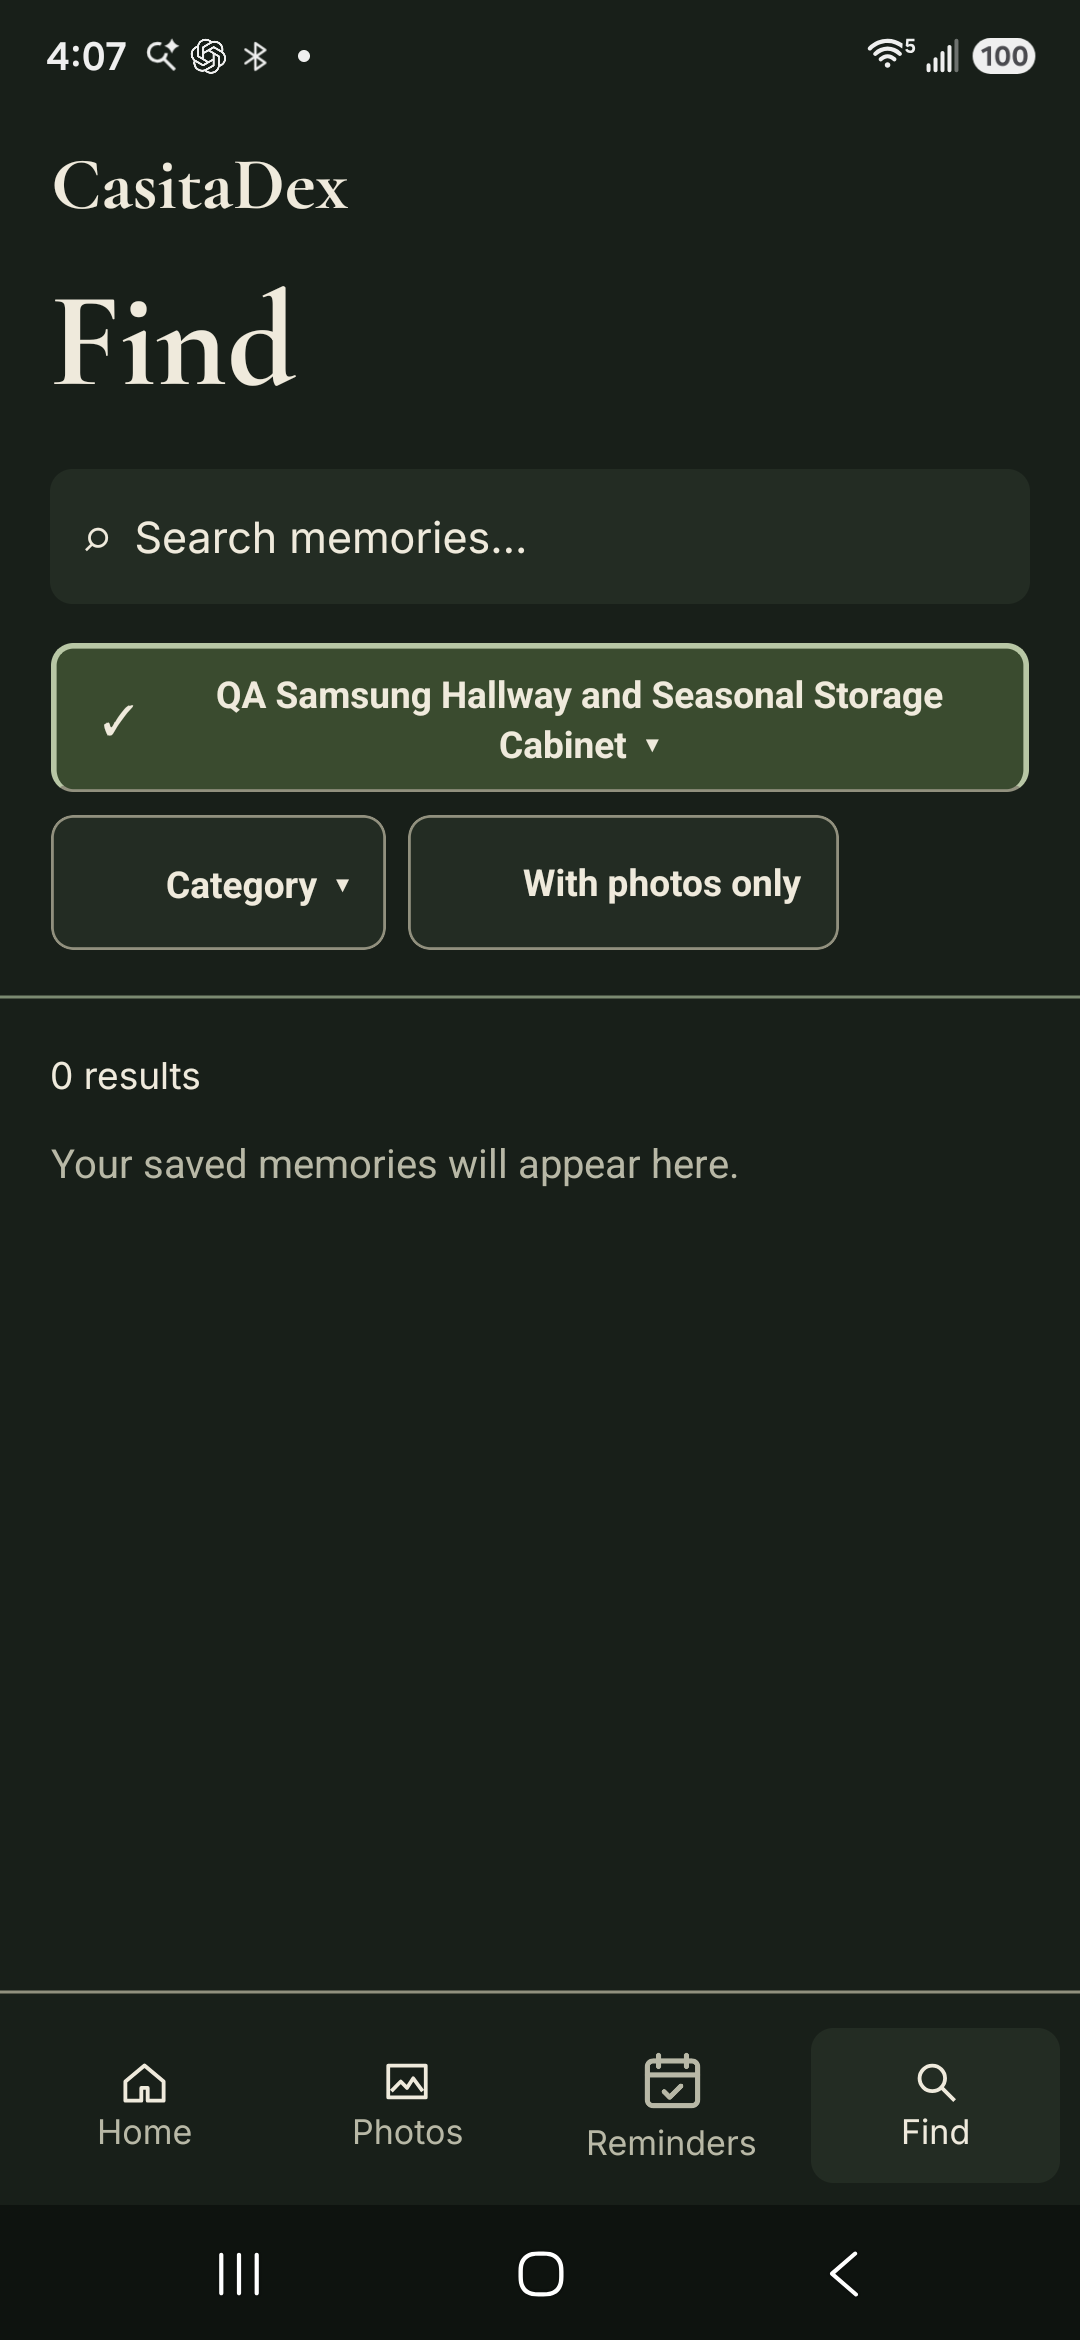 4:07
5
100
CasitaDex
Find
Search memories...
✓ QA Samsung Hallway and Seasonal Storage
Cabinet ▼
Category ▼ With photos only
0 results
Your saved memories will appear here.
Home Photos Reminders Find